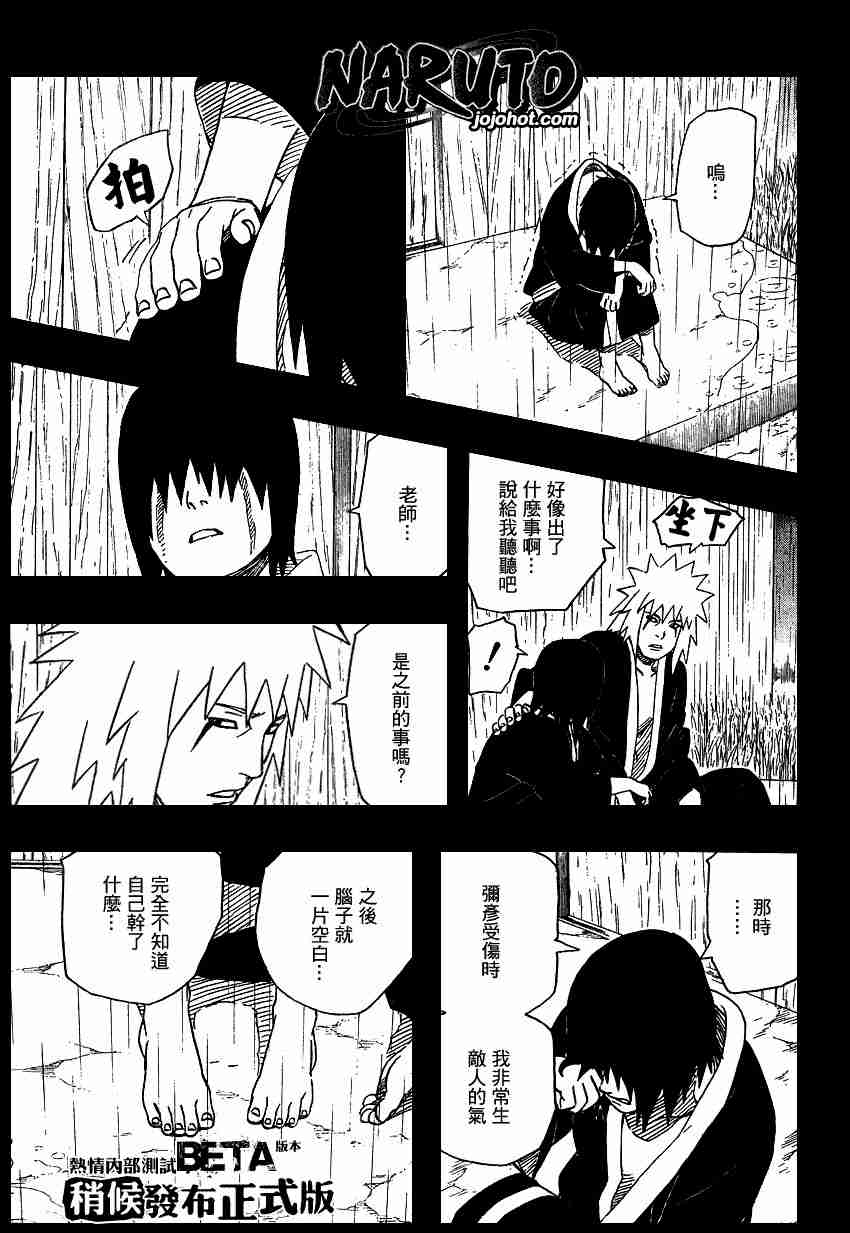 NARUTO
jojohot.com
嗚
…
拍
坐下
好像出了
什麼事啊…
說給我聽聽吧
！
老師…
是之前的事嗎？
那時
……
彌彥受傷時
我非常生
敵人的氣
之後
腦子就
一片空白…
完全不知道
自己幹了
什麼…
熱情內部測試BETA版本
稍候發布正式版